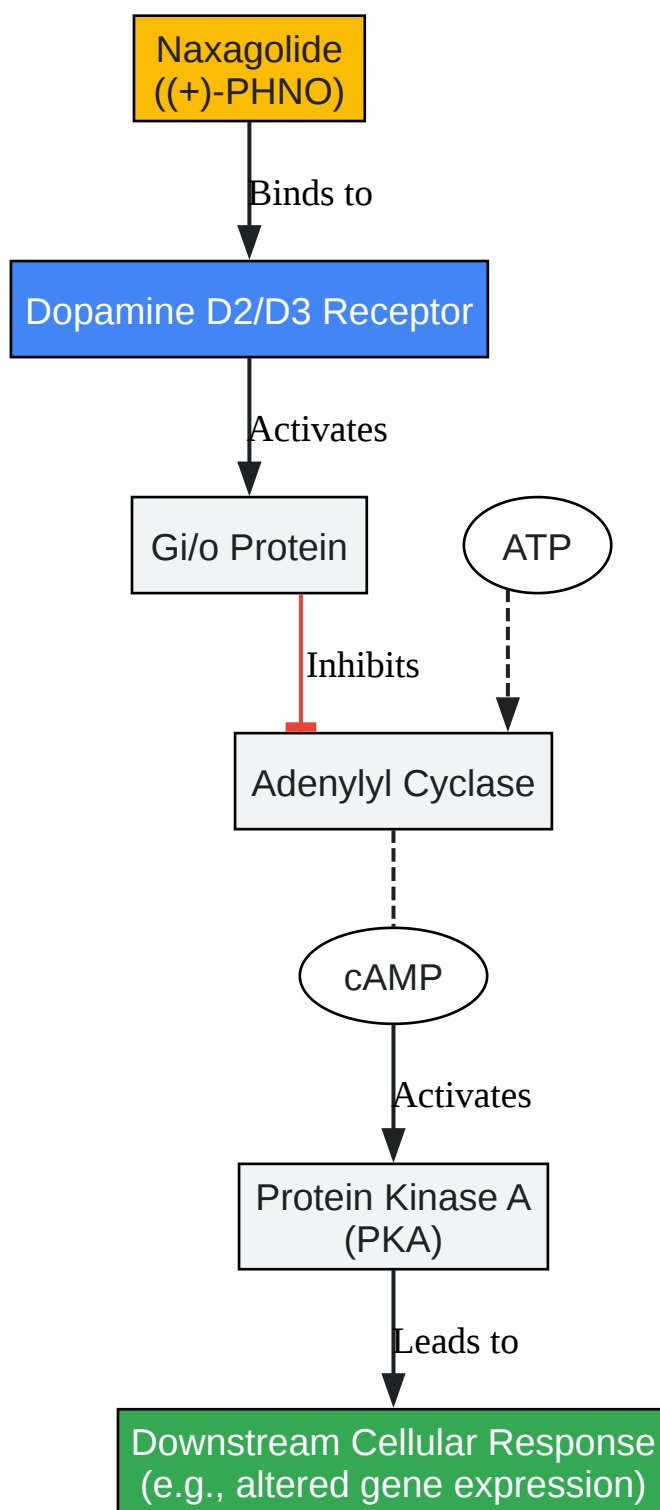 Naxagolide
((+)-PHNO)
Binds to
Dopamine D2/D3 Receptor
Activates
Gi/o Protein
ATP
Inhibits
Adenylyl Cyclase
cAMP
Activates
Protein Kinase A
(PKA)
Leads to
Downstream Cellular Response
(e.g., altered gene expression)